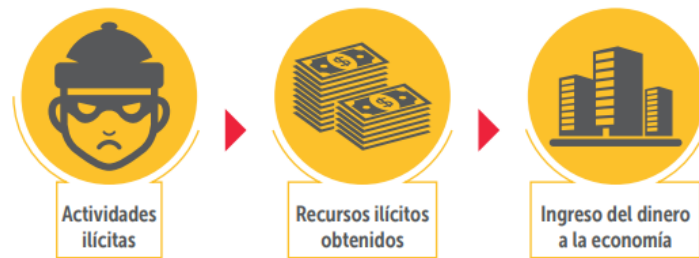 Actividades
ilícitas
Recursos ilícitos
obtenidos
Ingreso del dinero
a la economía